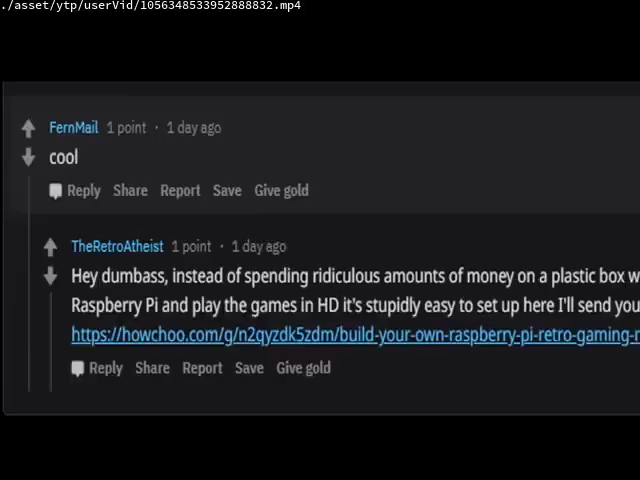 ./asset/ytp/userVid/1056348533952888832.mp4
FernMail 1 point · 1 day ago
cool
Reply Share Report Save Give gold
TheRetroAtheist 1 point · 1 day ago
Hey dumbass, instead of spending ridiculous amounts of money on a plastic box w
Raspberry Pi and play the games in HD it's stupidly easy to set up here I'll send you
https://howchoo.com/g/n2qyzdk5zdm/build-your-own-raspberry-pi-retro-gaming-r
Reply Share Report Save Give gold